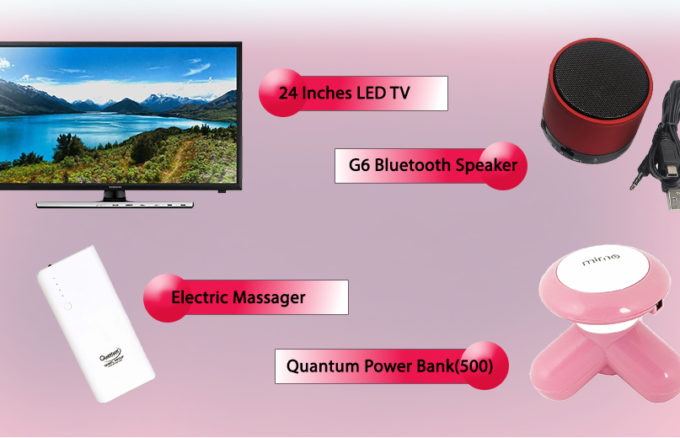 24 Inches LED TV
G6 Bluetooth Speaker
mimo
Electric Massager
Quantum Power Bank(500)